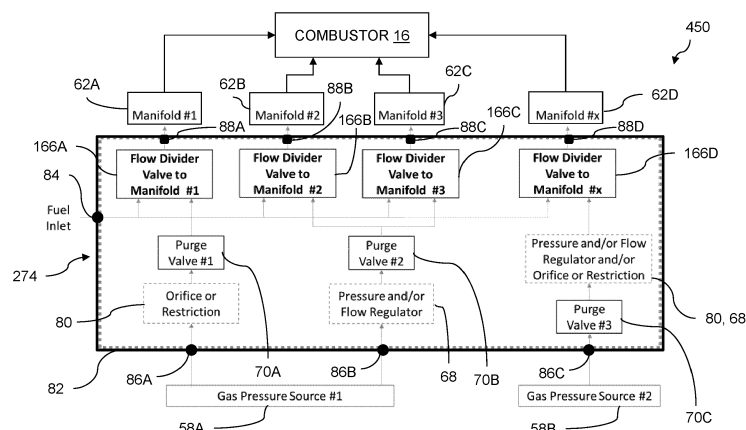 COMBUSTOR 16
450
62A
62B
62C
62D
Manifold #1
Manifold #2
Manifold #3
Manifold #x
88A
88B
88C
88D
166A
166B
166C
166D
Flow Divider
Valve to
Manifold #1
Flow Divider
Valve to
Manifold #2
Flow Divider
Valve to
Manifold #3
Flow Divider
Valve to
Manifold #x
84
Fuel
Inlet
274
Purge
Valve #1
Purge
Valve #2
Pressure and/or Flow
Regulator and/or
Orifice or Restriction
80
Orifice or
Restriction
Pressure and/or
Flow Regulator
Purge
Valve #3
80, 68
82
86A
70A
86B
68
70B
86C
70C
Gas Pressure Source #1
Gas Pressure Source #2
58A
58B